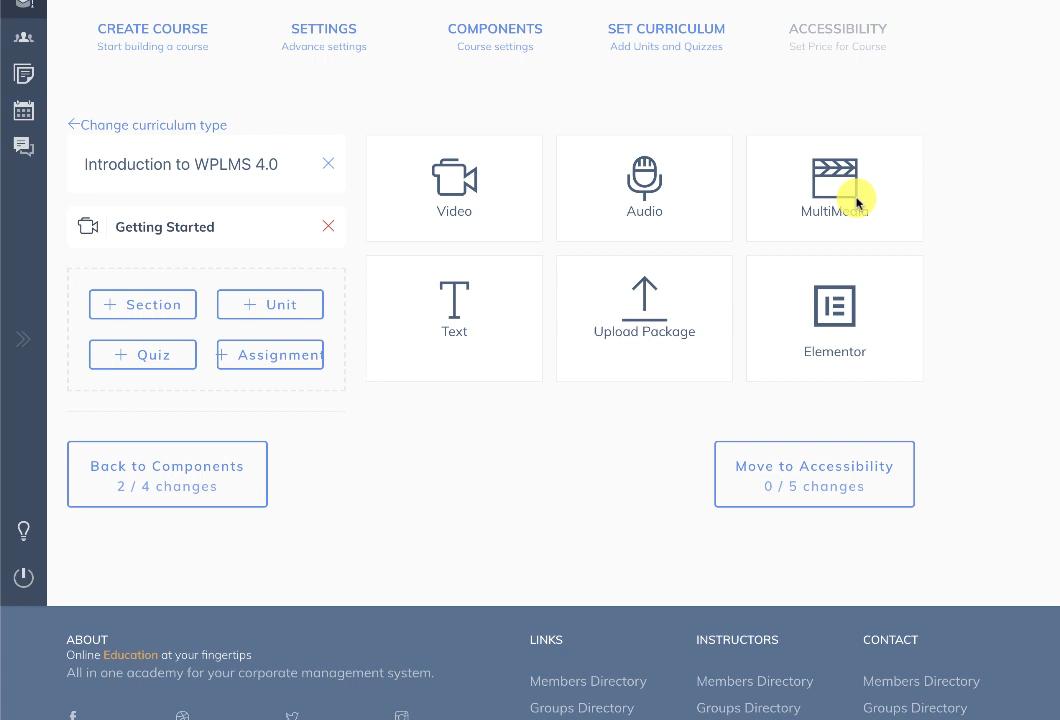 CREATE COURSE
Start building a course
SETTINGS
Advance settings
COMPONENTS
Course settings
SET CURRICULUM
Add Units and Quizzes
ACCESSIBILITY
Set Price for Course
Change curriculum type
Introduction to WPLMS 4.0
Getting Started
+ Section
+ Unit
+ Quiz
+ Assignment
Video
Audio
MultiMedia
Text
Upload Package
Elementor
Back to Components
2 / 4 changes
Move to Accessibility
0 / 5 changes
ABOUT
Online Education at your fingertips
All in one academy for your corporate management system.
LINKS
Members Directory
Groups Directory
INSTRUCTORS
Members Directory
Groups Directory
CONTACT
Members Directory
Groups Directory